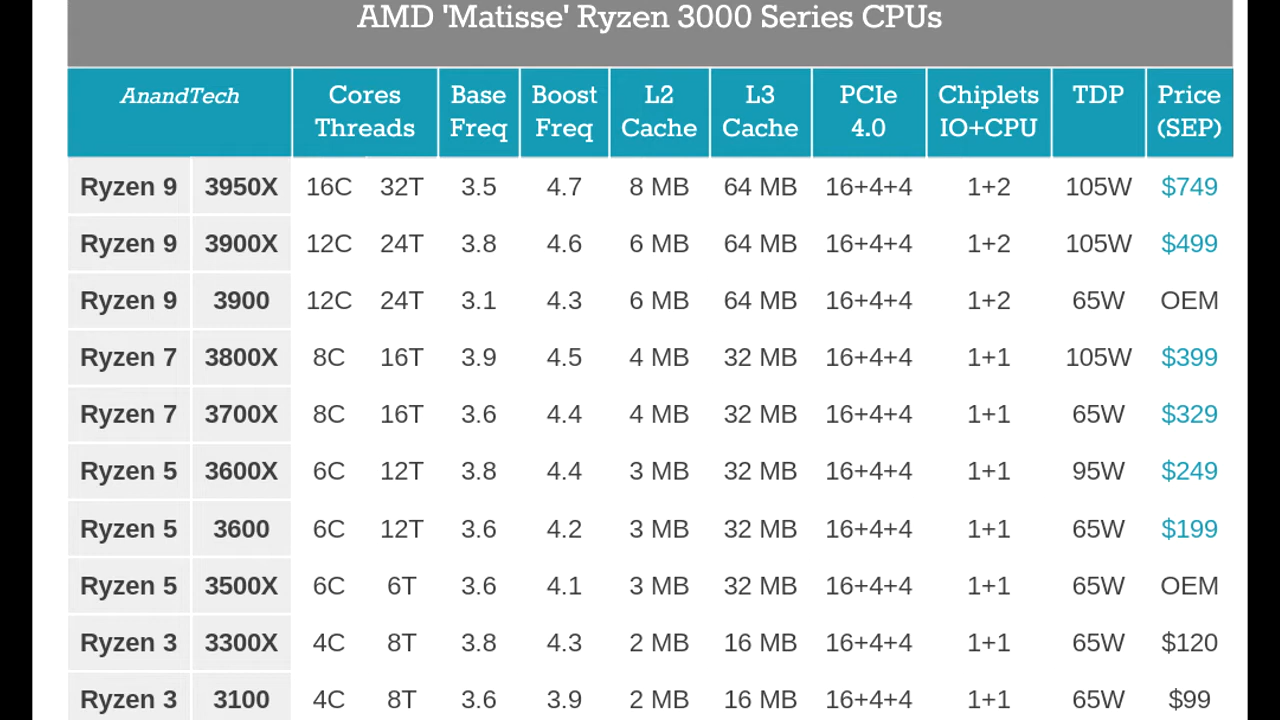 AMD 'Matisse' Ryzen 3000 Series CPUs
AnandTech Cores Threads Base Freq Boost Freq L2 Cache L3 Cache PCIe 4.0 Chiplets IO+CPU TDP Price (SEP)
Ryzen 9 3950X 16C 32T 3.5 4.7 8 MB 64 MB 16+4+4 1+2 105W $749
Ryzen 9 3900X 12C 24T 3.8 4.6 6 MB 64 MB 16+4+4 1+2 105W $499
Ryzen 9 3900 12C 24T 3.1 4.3 6 MB 64 MB 16+4+4 1+2 65W OEM
Ryzen 7 3800X 8C 16T 3.9 4.5 4 MB 32 MB 16+4+4 1+1 105W $399
Ryzen 7 3700X 8C 16T 3.6 4.4 4 MB 32 MB 16+4+4 1+1 65W $329
Ryzen 5 3600X 6C 12T 3.8 4.4 3 MB 32 MB 16+4+4 1+1 95W $249
Ryzen 5 3600 6C 12T 3.6 4.2 3 MB 32 MB 16+4+4 1+1 65W $199
Ryzen 5 3500X 6C 6T 3.6 4.1 3 MB 32 MB 16+4+4 1+1 65W OEM
Ryzen 3 3300X 4C 8T 3.8 4.3 2 MB 16 MB 16+4+4 1+1 65W $120
Ryzen 3 3100 4C 8T 3.6 3.9 2 MB 16 MB 16+4+4 1+1 65W $99